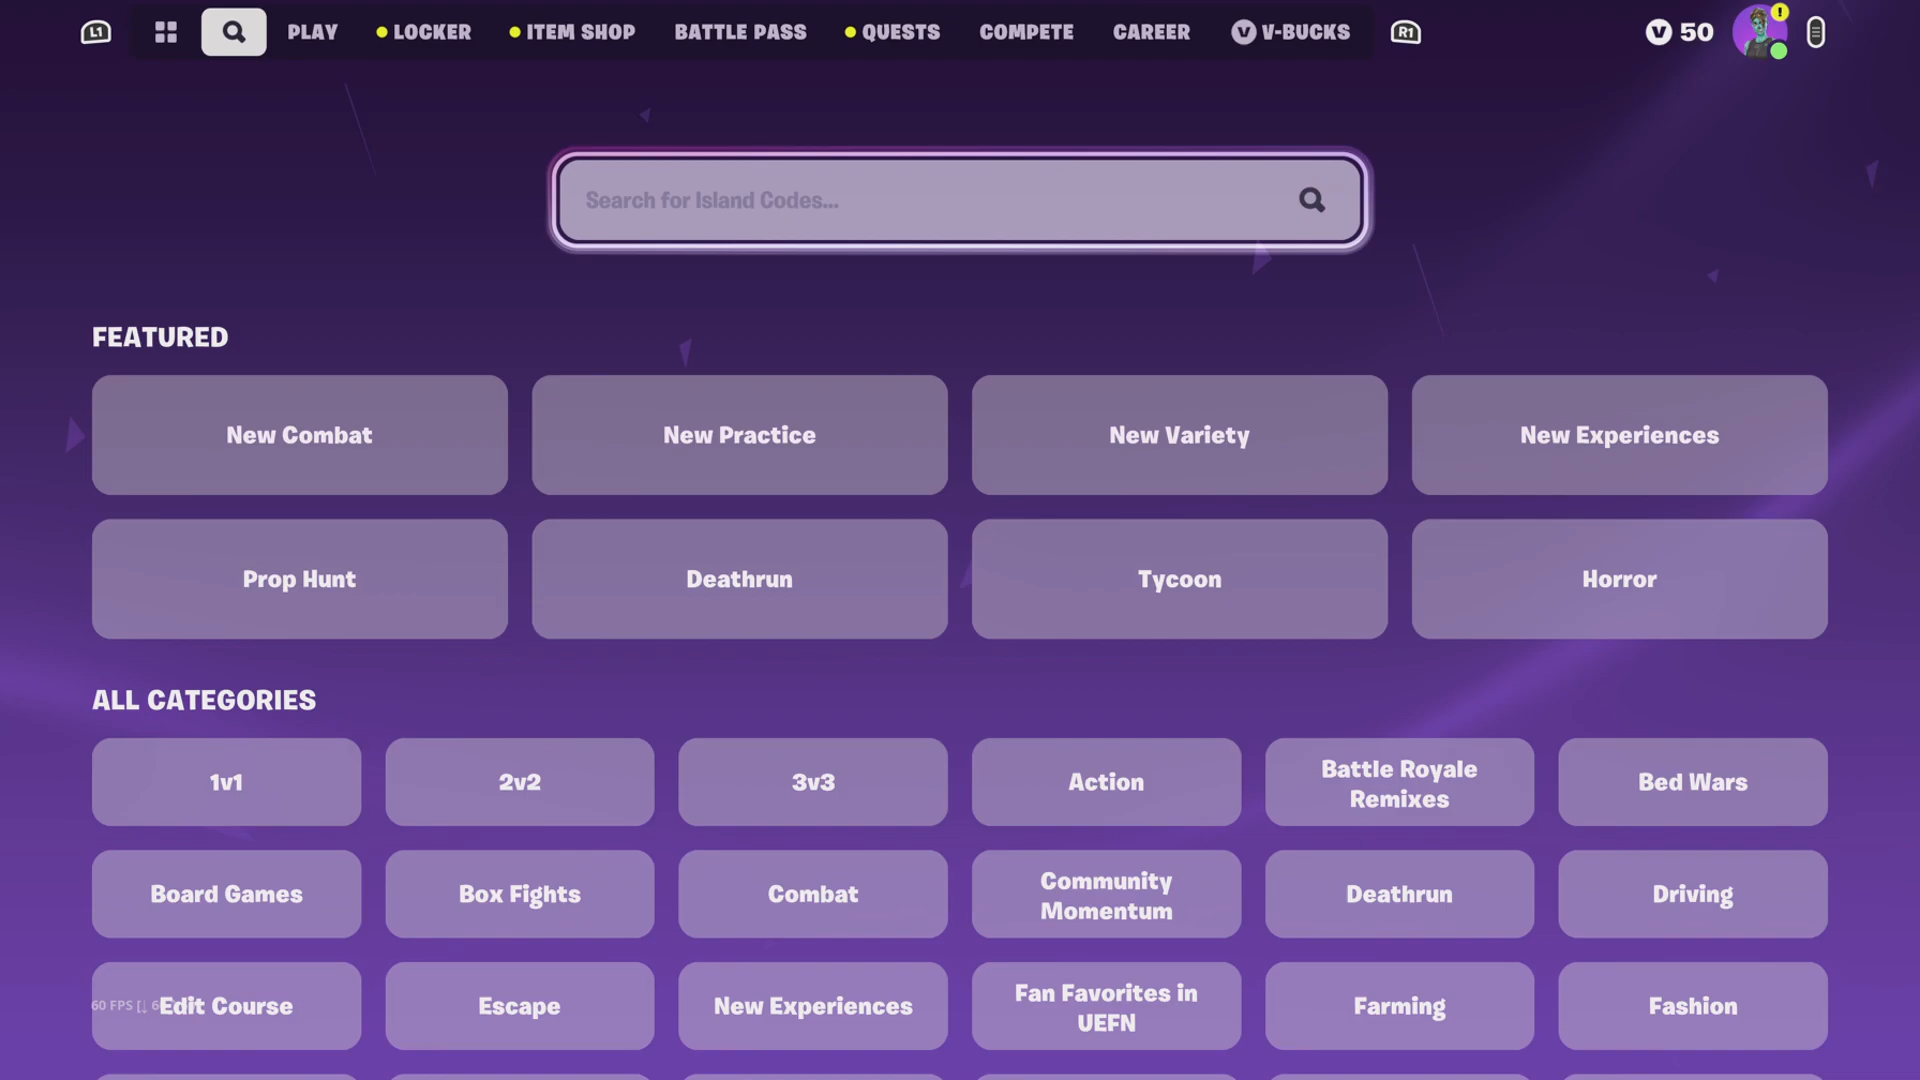 L1
PLAY
LOCKER
ITEM SHOP
BATTLE PASS
QUESTS
COMPETE
CAREER
V-BUCKS
R1
50
!
Search for Island Codes...
FEATURED
New Combat
New Practice
New Variety
New Experiences
Prop Hunt
Deathrun
Tycoon
Horror
ALL CATEGORIES
1v1
2v2
3v3
Action
Battle Royale
Remixes
Bed Wars
Board Games
Box Fights
Combat
Community
Momentum
Deathrun
Driving
60 FPS
Edit Course
Escape
New Experiences
Fan Favorites in
UEFN
Farming
Fashion